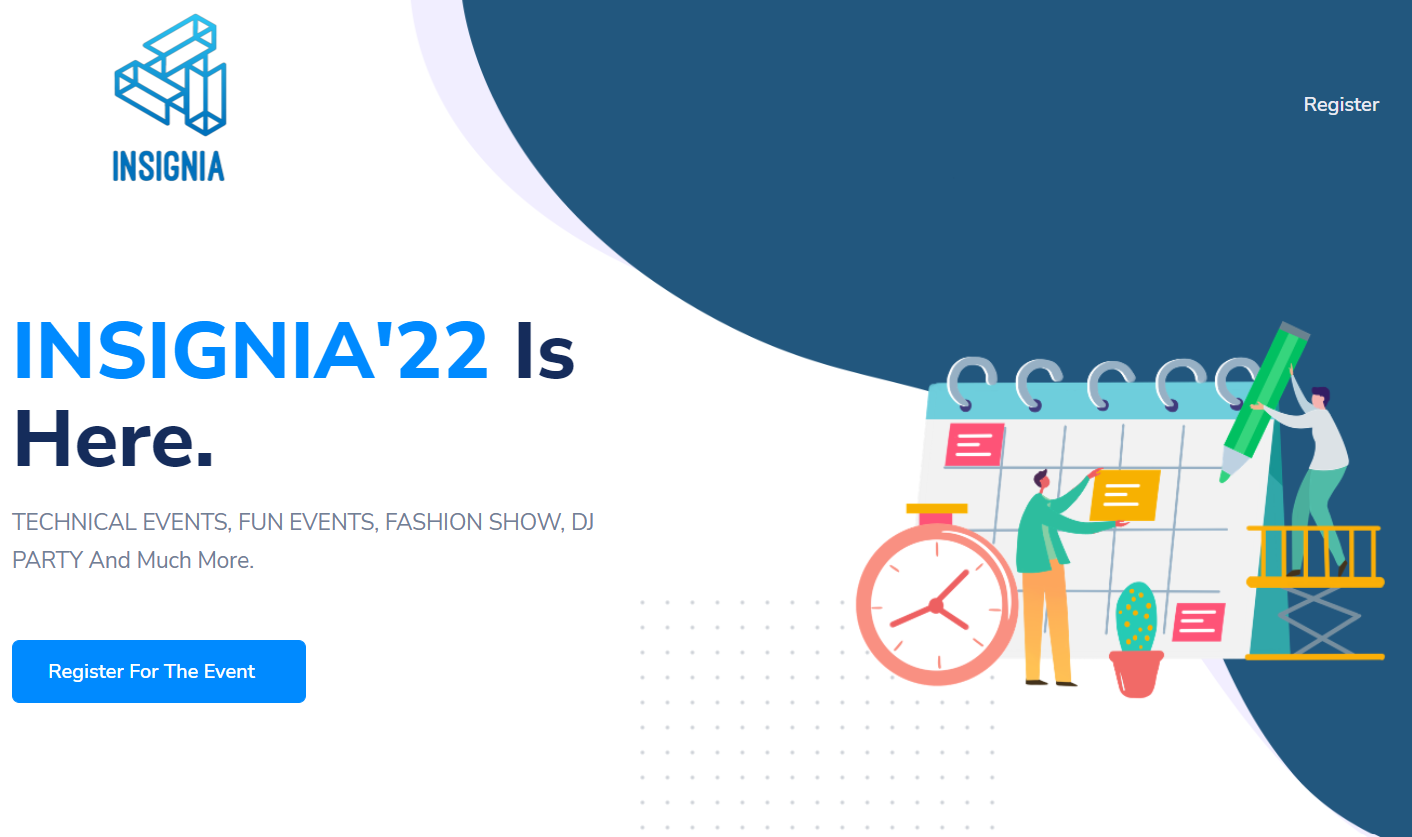 INSIGNIA
Register
INSIGNIA'22 Is
Here.
TECHNICAL EVENTS, FUN EVENTS, FASHION SHOW, DJ
PARTY And Much More.
Register For The Event